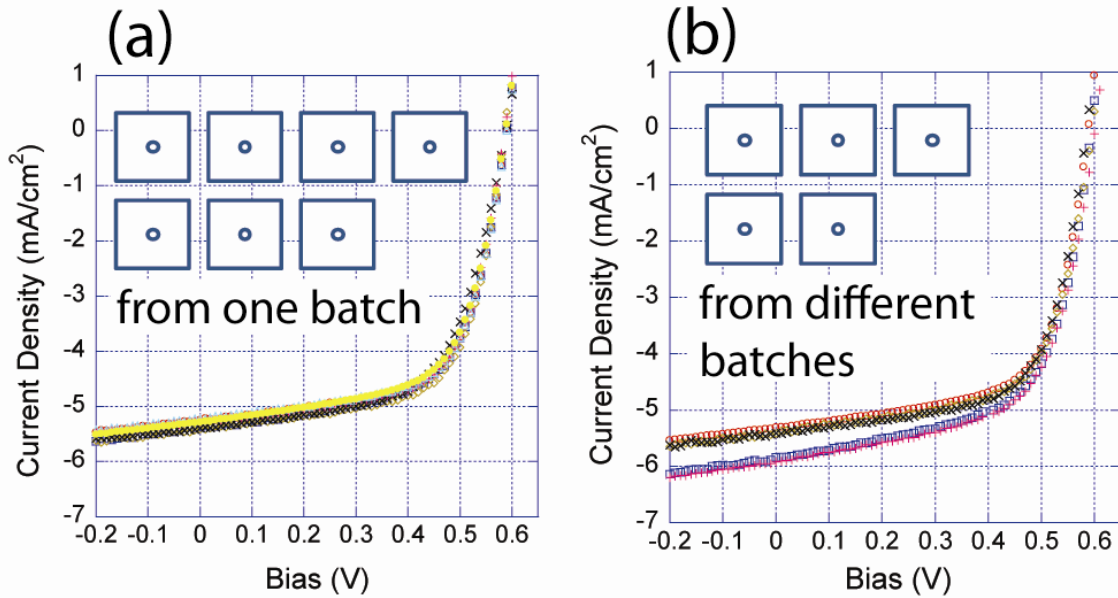 (a)
1
0
-1
-2
-3
-4
-5
-6
-7
Current Density (mA/cm2)
from one batch
-0.2 -0.1 0 0.1 0.2 0.3 0.4 0.5 0.6
Bias (V)
(b)
1
0
-1
-2
-3
-4
-5
-6
-7
Current Density (mA/cm2)
from different
batches
-0.2 -0.1 0 0.1 0.2 0.3 0.4 0.5 0.6
Bias (V)